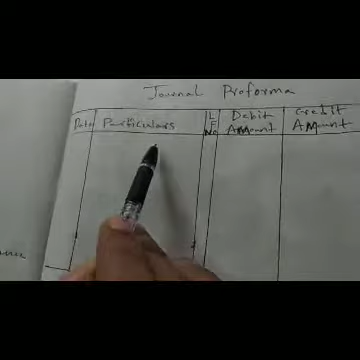 Journal Proforma
Date Particulars L F No Debit Amount Credit Amount